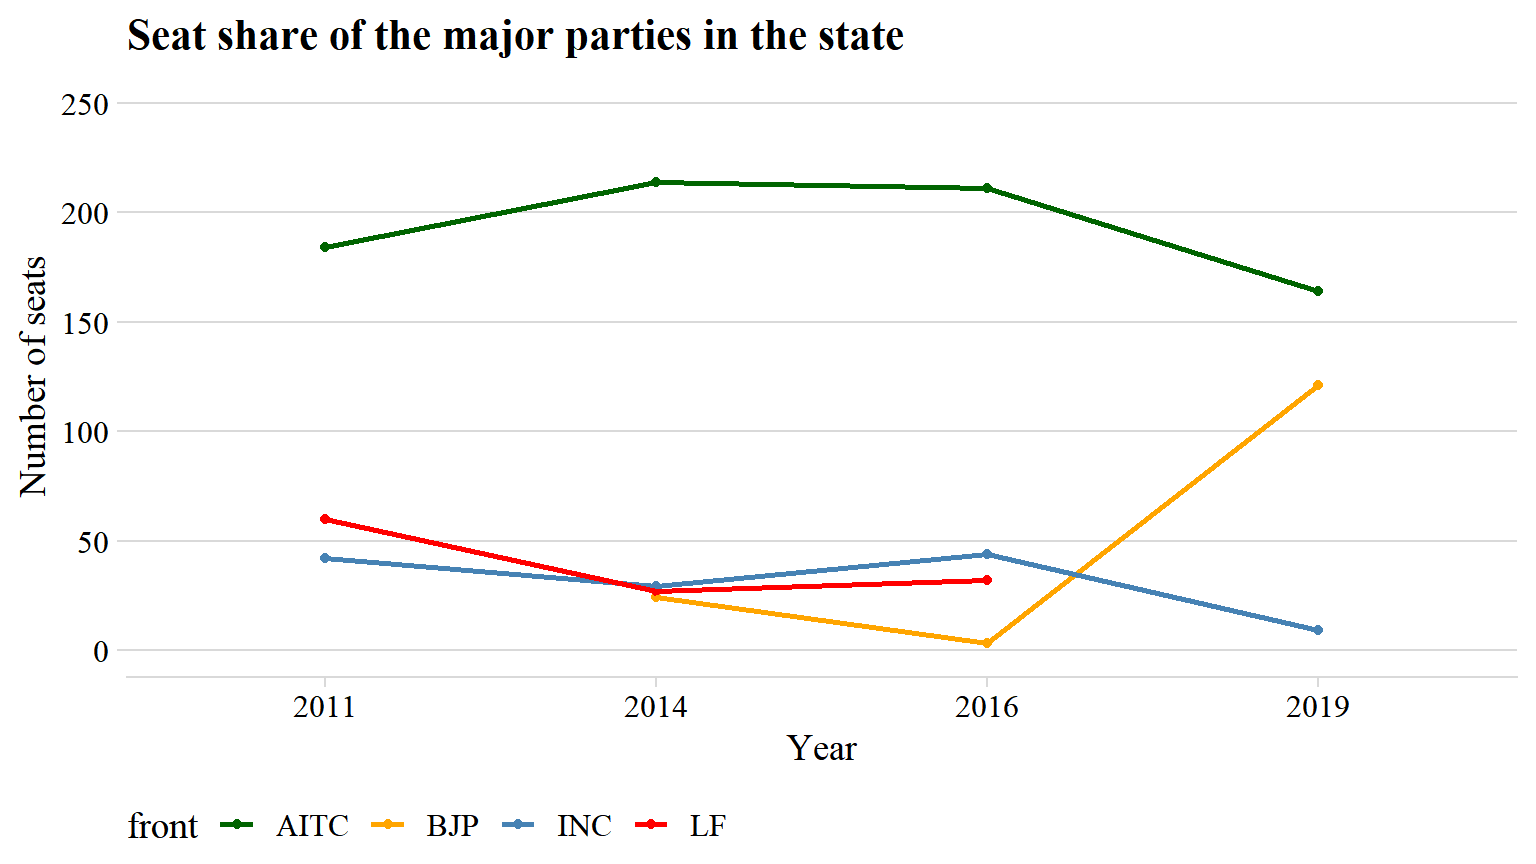 Seat share of the major parties in the state
250
200
150
100
50
0
Number of seats
2011 2014 2016 2019
Year
front AITC BJP INC LF